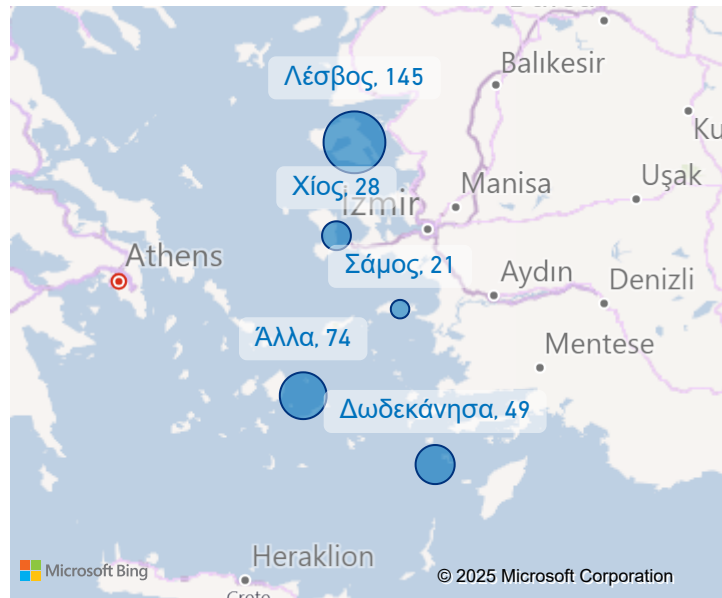 Λέσβος, 145
Balıkesir
Χίος, 28
Manisa
Uşak
İzmir
Athens
Σάμος, 21
Aydın
Denizli
Άλλα, 74
Mentese
Δωδεκάνησα, 49
Heraklion
Microsoft Bing
© 2025 Microsoft Corporation